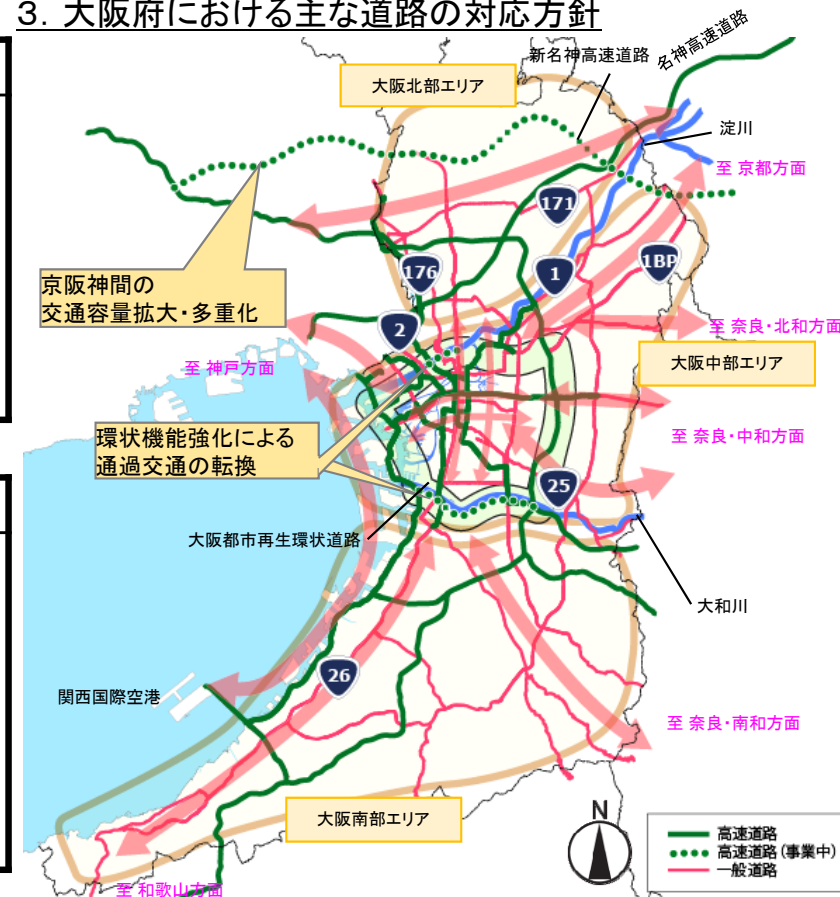 3. 大阪府における主な道路の対応方針
名神高速道路
新名神高速道路
大阪北部エリア
淀川
至 京都方面
171
176
1
1BP
京阪神間の
交通容量拡大・多重化
2
至 奈良・北和方面
大阪中部エリア
至 神戸方面
環状機能強化による
通過交通の転換
至 奈良・中和方面
25
大阪都市再生環状道路
大和川
26
関西国際空港
至 奈良・南和方面
大阪南部エリア
N
高速道路
高速道路(事業中)
一般道路
至 和歌山方面